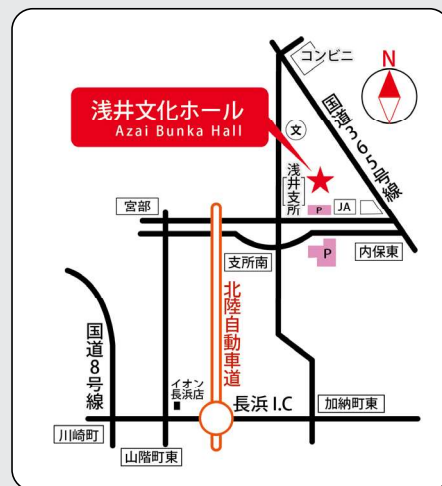 コンビニ
N
国道365号線
浅井文化ホール
Azai Bunka Hall
文
浅井支所
P
JA
宮部
支所南
P
内保東
北陸自動車道
国道8号線
イオン
長浜店
長浜 I.C
加納町東
川崎町
山階町東